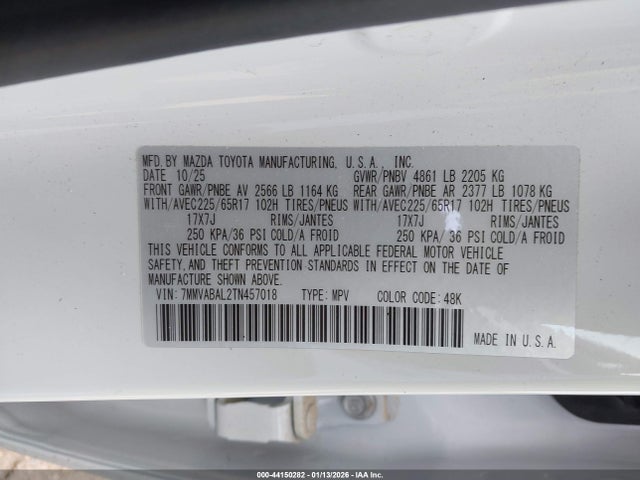 MFD. BY MAZDA TOYOTA MANUFACTURING, U.S.A., INC.
DATE 10/25 GVWR/PNBV 4861 LB 2205 KG
FRONT GAWR/PNBE AV 2566 LB 1164 KG REAR GAWR/PNBE AR 2377 LB 1078 KG
WITH/AVEC225/65R17 102H TIRES/PNEUS WITH/AVEC225/65R17 102H TIRES/PNEUS
17X7J RIMS/JANTES 17X7J RIMS/JANTES
250 KPA/36 PSI COLD/A FROID 250 KPA/ 36 PSI COLD/A FROID
THIS VEHICLE CONFORMS TO ALL APPLICABLE FEDERAL MOTOR VEHICLE
SAFETY, AND THEFT PREVENTION STANDARDS IN EFFECT ON THE DATE OF
MANUFACTURE SHOWN ABOVE.
VIN: 7MMVABAL2TN457018 TYPE: MPV COLOR CODE: 48K
MADE IN U.S.A.
000-44150282 - 01/13/2026 - IAA Inc.